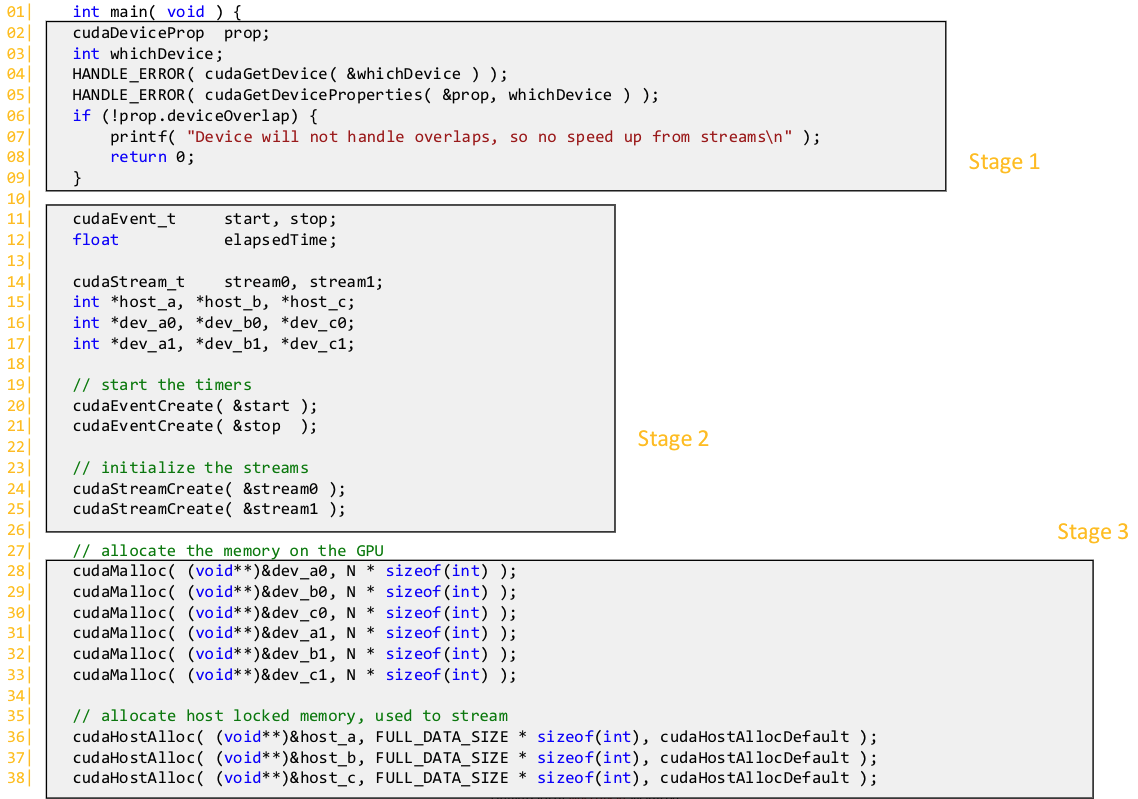 01|    int main( void ) {
02|    cudaDeviceProp  prop;
03|    int whichDevice;
04|    HANDLE_ERROR( cudaGetDevice( &whichDevice ) );
05|    HANDLE_ERROR( cudaGetDeviceProperties( &prop, whichDevice ) );
06|    if (!prop.deviceOverlap) {
07|        printf( "Device will not handle overlaps, so no speed up from streams\n" );
08|        return 0;
Stage 1
09|    }
10|
11|    cudaEvent_t     start, stop;
12|    float           elapsedTime;
13|
14|    cudaStream_t    stream0, stream1;
15|    int *host_a, *host_b, *host_c;
16|    int *dev_a0, *dev_b0, *dev_c0;
17|    int *dev_a1, *dev_b1, *dev_c1;
18|
19|    // start the timers
20|    cudaEventCreate( &start );
21|    cudaEventCreate( &stop  );
Stage 2
22|
23|    // initialize the streams
24|    cudaStreamCreate( &stream0 );
25|    cudaStreamCreate( &stream1 );
26|
Stage 3
27|    // allocate the memory on the GPU
28|    cudaMalloc( (void**)&dev_a0, N * sizeof(int) );
29|    cudaMalloc( (void**)&dev_b0, N * sizeof(int) );
30|    cudaMalloc( (void**)&dev_c0, N * sizeof(int) );
31|    cudaMalloc( (void**)&dev_a1, N * sizeof(int) );
32|    cudaMalloc( (void**)&dev_b1, N * sizeof(int) );
33|    cudaMalloc( (void**)&dev_c1, N * sizeof(int) );
34|
35|    // allocate host locked memory, used to stream
36|    cudaHostAlloc( (void**)&host_a, FULL_DATA_SIZE * sizeof(int), cudaHostAllocDefault );
37|    cudaHostAlloc( (void**)&host_b, FULL_DATA_SIZE * sizeof(int), cudaHostAllocDefault );
38|    cudaHostAlloc( (void**)&host_c, FULL_DATA_SIZE * sizeof(int), cudaHostAllocDefault );